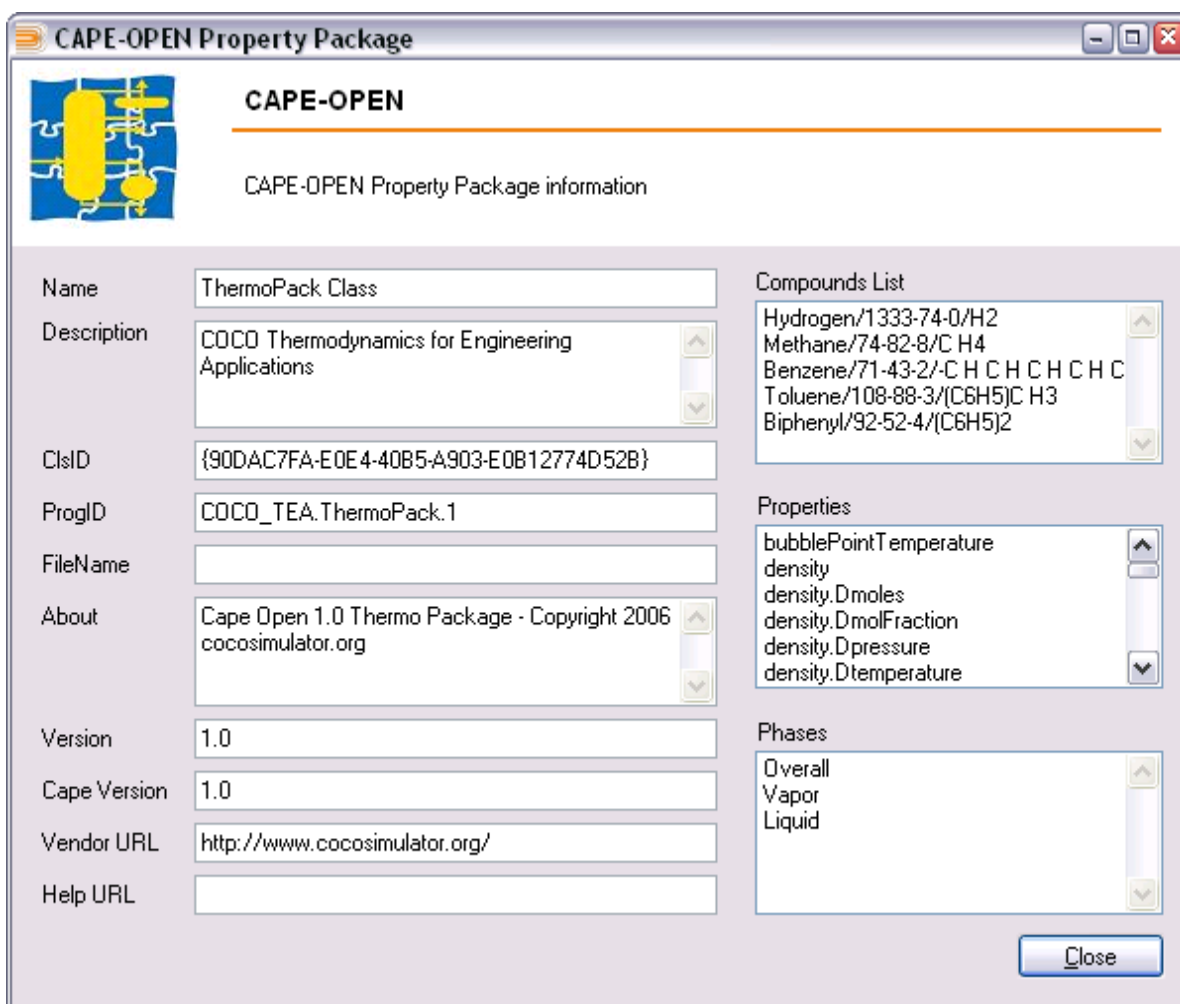 CAPE-OPEN Property Package
CAPE-OPEN
CAPE-OPEN Property Package information
Name
ThermoPack Class
Description
COCO Thermodynamics for Engineering
Applications
ClsID
{90DAC7FA-E0E4-40B5-A903-E0B12774D52B}
ProgID
COCO_TEA.ThermoPack.1
FileName
About
Cape Open 1.0 Thermo Package - Copyright 2006
cocosimulator.org
Version
1.0
Cape Version
1.0
Vendor URL
http://www.cocosimulator.org/
Help URL
Compounds List
Hydrogen/1333-74-0/H2
Methane/74-82-8/C H4
Benzene/71-43-2/-C H C H C H C H C
Toluene/108-88-3/(C6H5)C H3
Biphenyl/92-52-4/(C6H5)2
Properties
bubblePointTemperature
density
density.Dmoles
density.DmolFraction
density.Dpressure
density.Dtemperature
Phases
Overall
Vapor
Liquid
Close